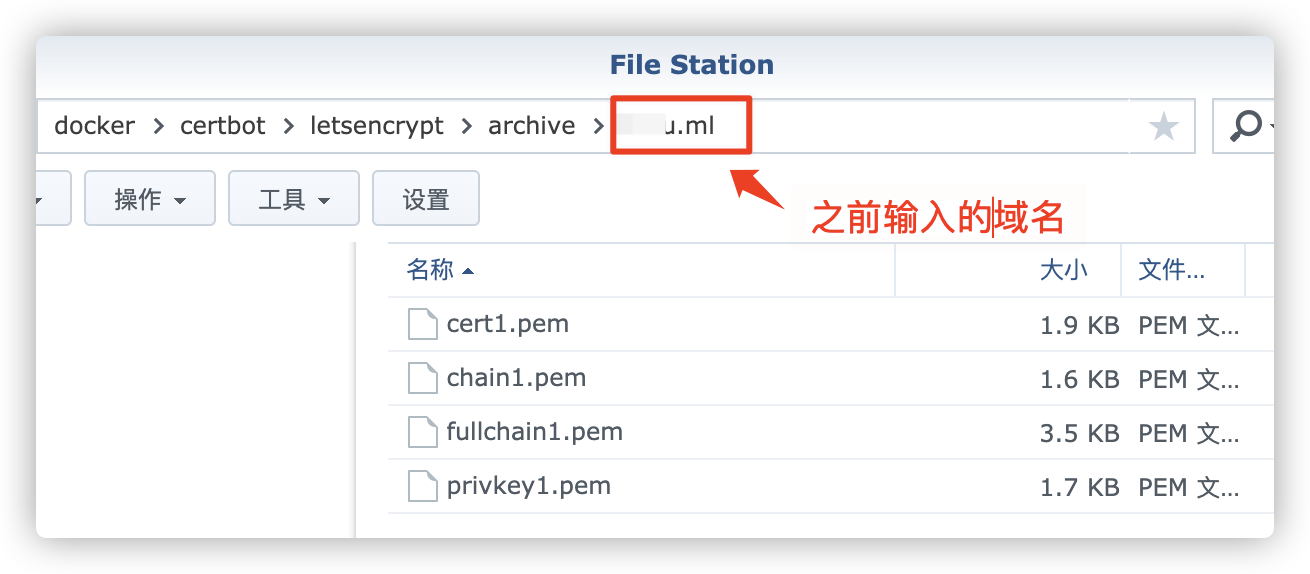 File Station
docker > certbot > letsencrypt > archive > u.ml
操作 工具 设置
之前输入的域名
名称 大小 文件...
cert1.pem 1.9 KB PEM 文...
chain1.pem 1.6 KB PEM 文...
fullchain1.pem 3.5 KB PEM 文...
privkey1.pem 1.7 KB PEM 文...